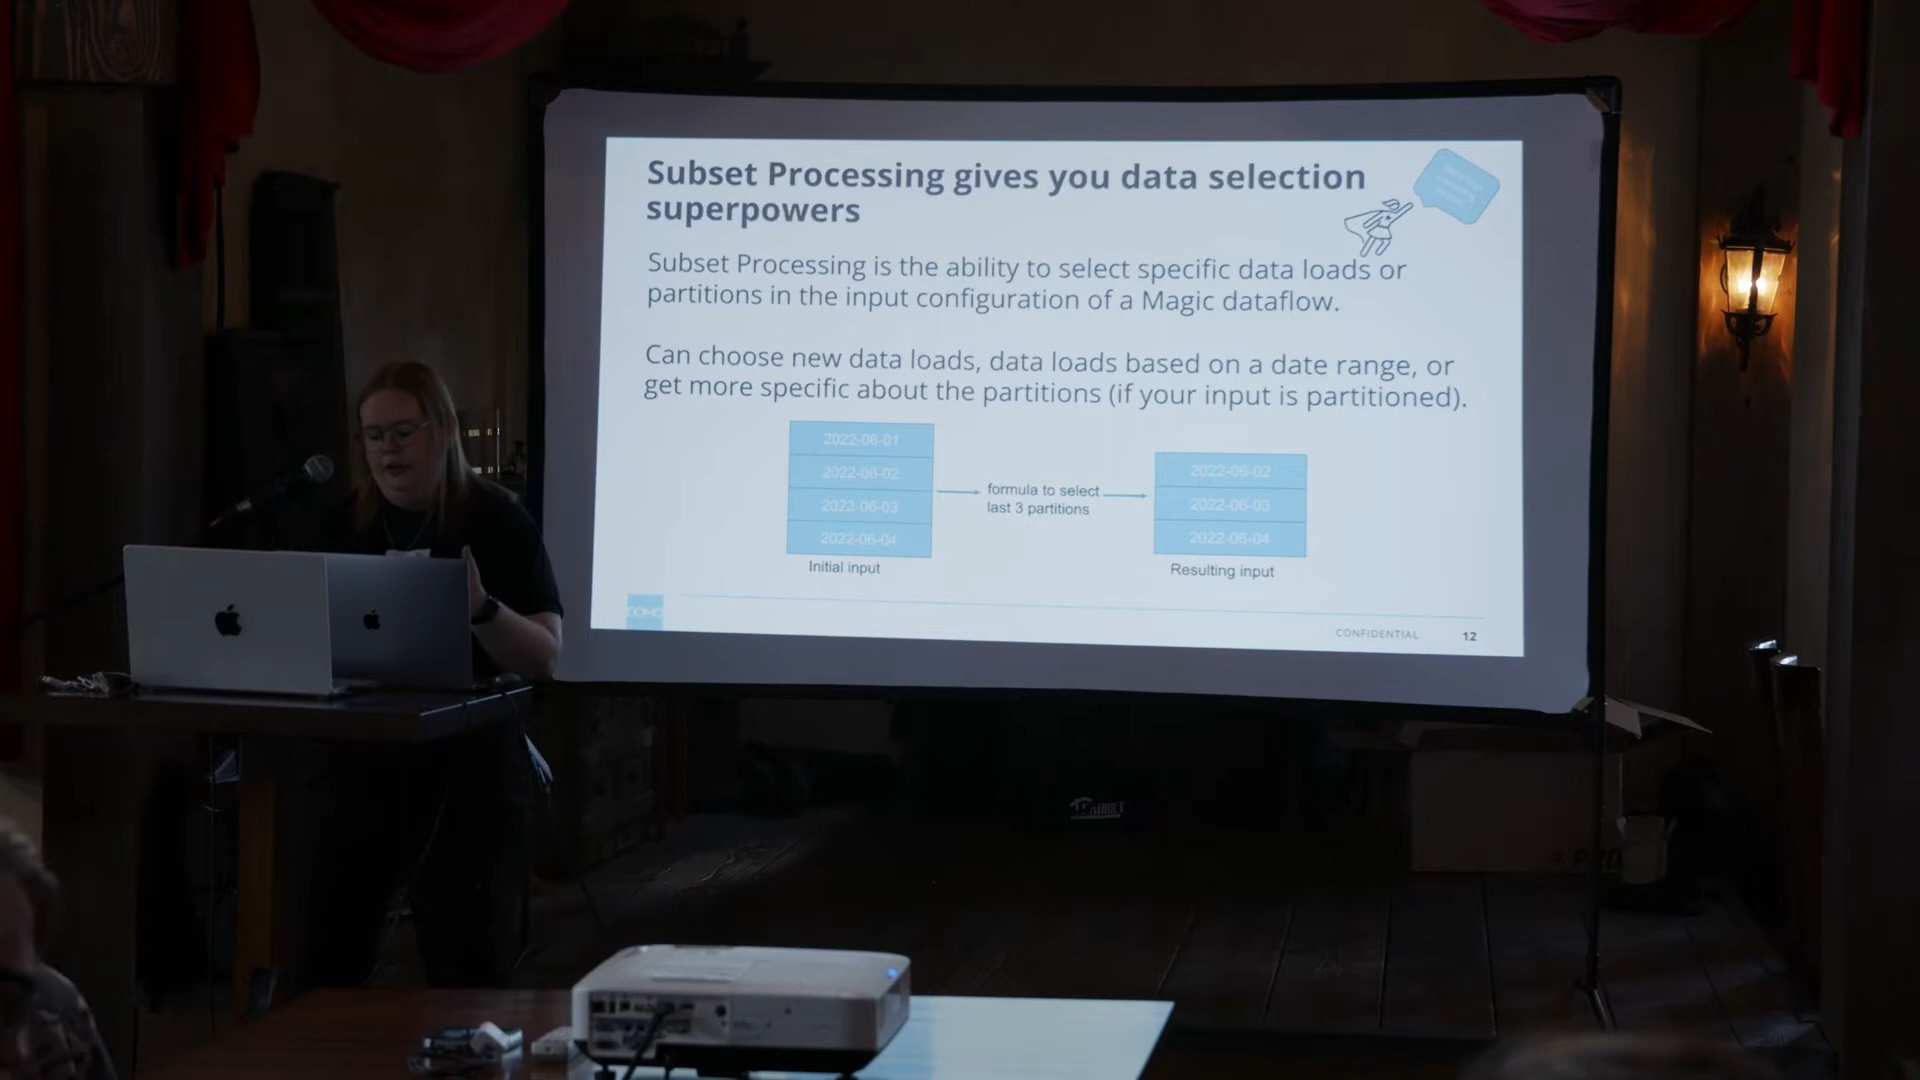 Subset Processing gives you data selection
superpowers
Subset Processing is the ability to select specific data loads or
partitions in the input configuration of a Magic dataflow.
Can choose new data loads, data loads based on a date range, or
get more specific about the partitions (if your input is partitioned).
2022-06-01
2022-06-02
2022-06-03
2022-06-04
Initial input
formula to select
last 3 partitions
2022-06-02
2022-06-03
2022-06-04
Resulting input
DOMO
CONFIDENTIAL
12